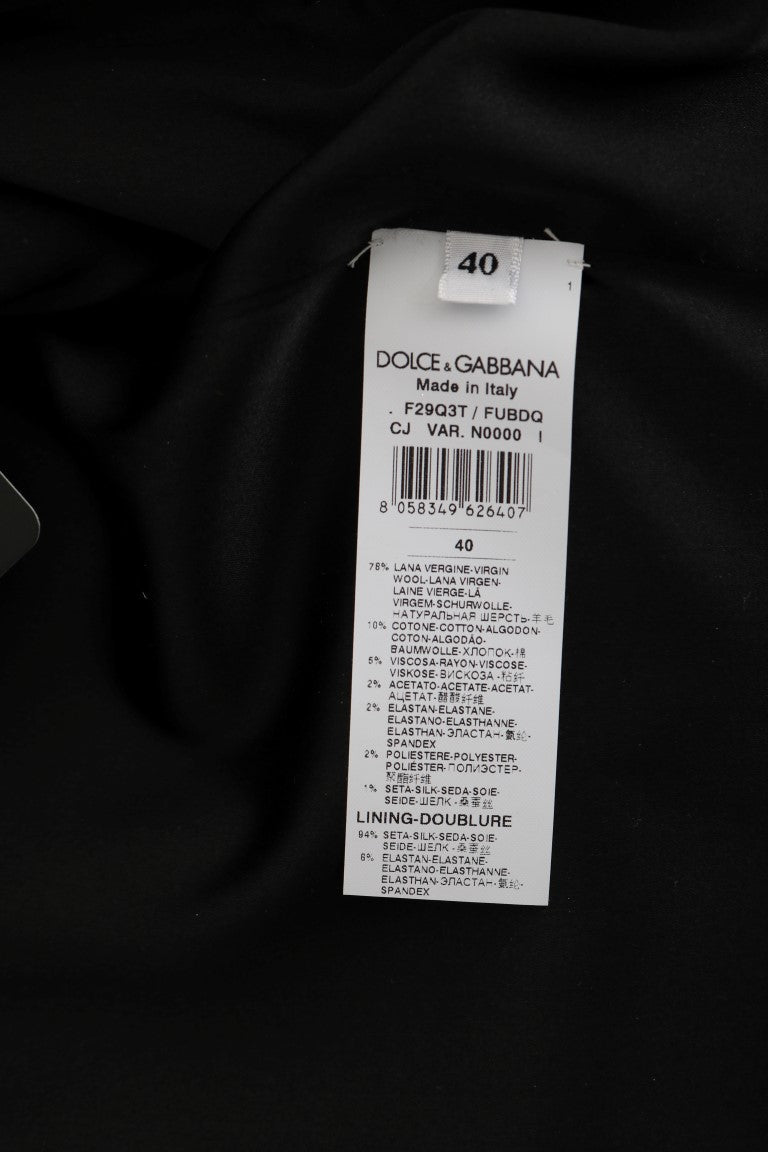 40
1
DOLCE & GABBANA
Made in Italy
. F29Q3T / FUBDQ
CJ VAR. N0000 I
8 058349 626407
40
78% LANA VERGINE-VIRGIN
WOOL-LANA VIRGEN-
LAINE VIERGE-LÃ
VIRGEM-SCHURWOLLE-
НАТУРАЛЬНАЯ ШЕРСТЬ-羊毛
10% COTONE-COTTON-ALGODON-
COTON-ALGODÃO-
BAUMWOLLE-ХЛОПОК-棉
5% VISCOSA-RAYON-VISCOSE-
VISKOSE-ВИСКОЗА-粘纤
2% ACETATO-ACETATE-ACETAT-
АЦЕТАТ-醋酸纤维
2% ELASTAN-ELASTANE-
ELASTANO-ELASTHANNE-
ELASTHAN-ЭЛАСТАН-氨纶-
SPANDEX
2% POLIESTERE-POLYESTER-
POLIÉSTER-ПОЛИЭСТЕР-
聚酯纤维
1% SETA-SILK-SEDA-SOIE-
SEIDE-ШЕЛК-桑蚕丝
LINING-DOUBLURE
94% SETA-SILK-SEDA-SOIE-
SEIDE-ШЕЛК-桑蚕丝
6% ELASTAN-ELASTANE-
ELASTANO-ELASTHANNE-
ELASTHAN-ЭЛАСТАН-氨纶-
SPANDEX